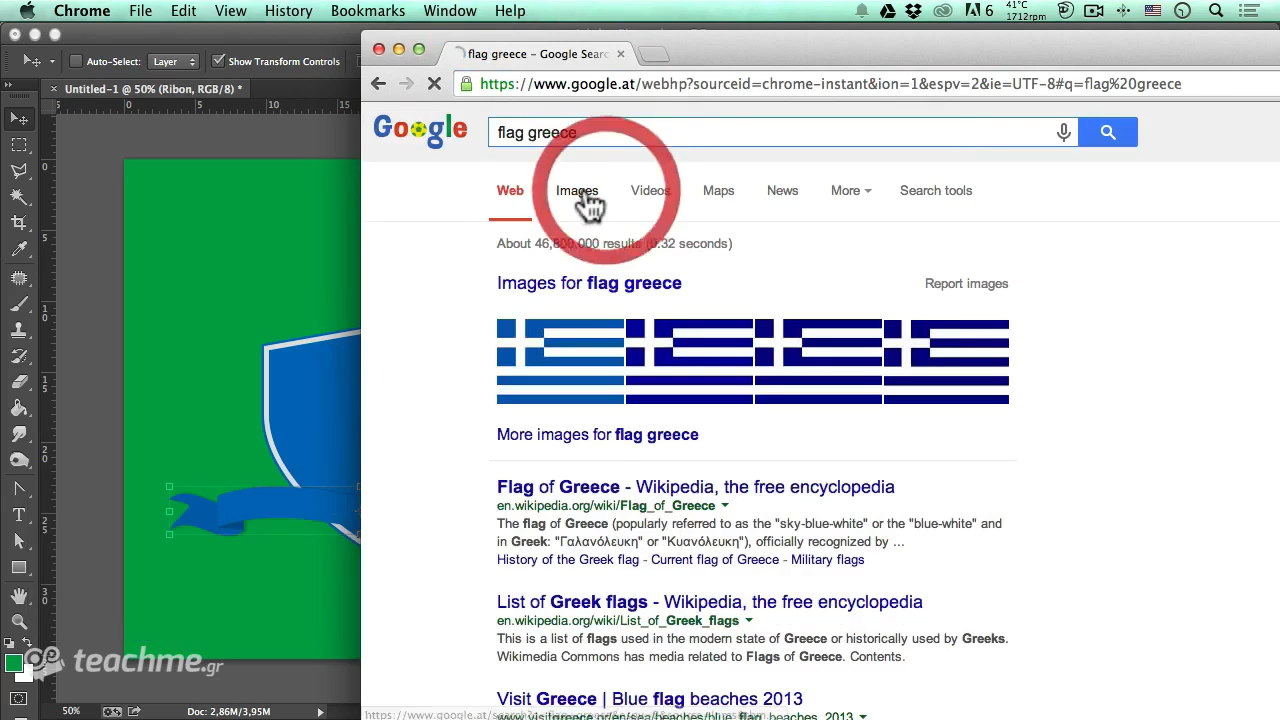 Chrome File Edit View History Bookmarks Window Help
6 41°C 1712rpm
Auto-Select: Layer Show Transform Controls
Untitled-1 @ 50% (Ribon, RGB/8) *
flag greece - Google Search
https://www.google.at/webhp?sourceid=chrome-instant&ion=1&espv=2&ie=UTF-8#q=flag%20greece
Google
flag greece
Web Images Videos Maps News More Search tools
About 46,800,000 results (0.32 seconds)
Images for flag greece Report images
More images for flag greece
Flag of Greece - Wikipedia, the free encyclopedia
en.wikipedia.org/wiki/Flag_of_Greece
The flag of Greece (popularly referred to as the "sky-blue-white" or the "blue-white" and
in Greek: "Γαλανόλευκη" or "Κυανόλευκη"), officially recognized by ...
History of the Greek flag - Current flag of Greece - Military flags
List of Greek flags - Wikipedia, the free encyclopedia
en.wikipedia.org/wiki/List_of_Greek_flags
This is a list of flags used in the modern state of Greece or historically used by Greeks.
Wikimedia Commons has media related to Flags of Greece. Contents.
Visit Greece | Blue flag beaches 2013
teachme.gr
50% Doc: 2,86M/3,95M